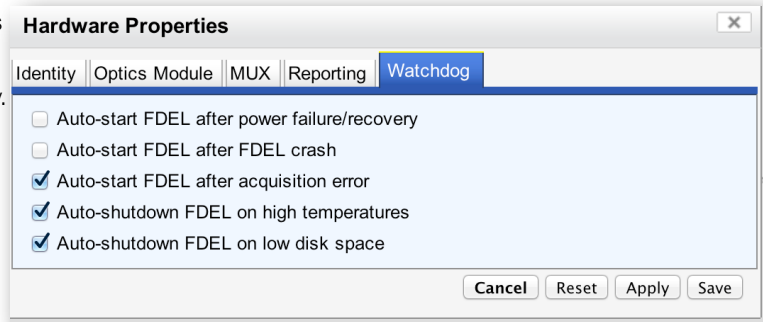 s
Hardware Properties
Identity Optics Module MUX Reporting Watchdog
y.
Auto-start FDEL after power failure/recovery
Auto-start FDEL after FDEL crash
Auto-start FDEL after acquisition error
Auto-shutdown FDEL on high temperatures
Auto-shutdown FDEL on low disk space
Cancel Reset Apply Save